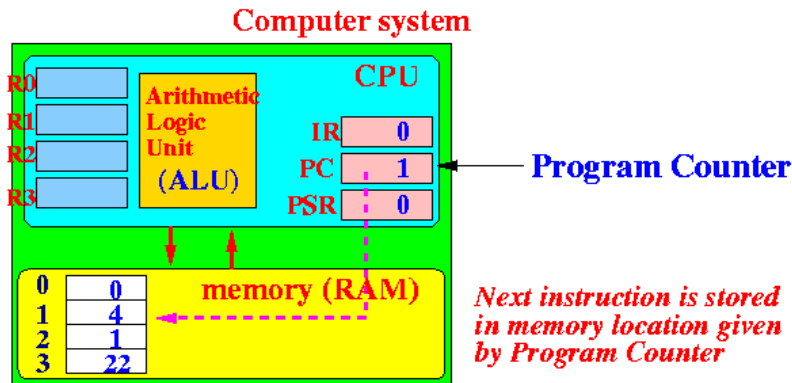 Computer system
CPU
R0
R1
R2
R3
Arithmetic
Logic
Unit
(ALU)
IR 0
PC 1
PSR 0
Program Counter
memory (RAM)
0 0
1 4
2 1
3 22
Next instruction is stored
in memory location given
by Program Counter